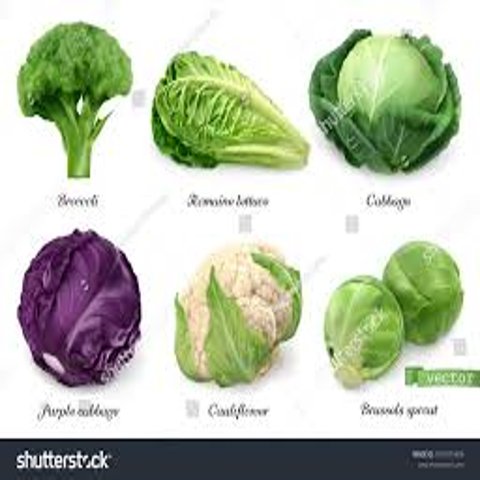 Broccoli
Romaine lettuce
Cabbage
Purple cabbage
Cauliflower
Brussels sprout
vector
shutterstock